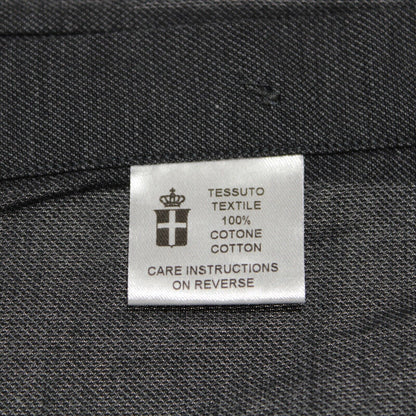 TESSUTO
TEXTILE
100%
COTONE
COTTON
CARE INSTRUCTIONS
ON REVERSE